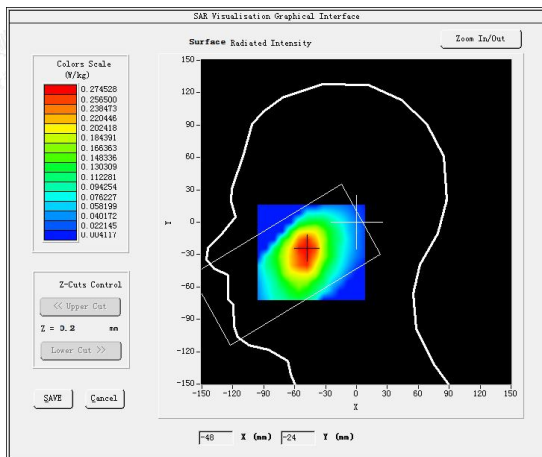 SAR Visualisation Graphical Interface
Surface Radiated Intensity
Zoom In/Out
Colors Scale
(W/kg)
0.274528
0.256500
0.238473
0.220446
0.202418
0.184391
0.166363
0.148336
0.130309
0.112281
0.094254
0.076227
0.058199
0.040172
0.022145
0.004117
Z-Cuts Control
<< Upper Cut
Z = 3.2 mm
Lower Cut >>
SAVE
Cancel
150
120
90
60
30
0
-30
-60
-90
-120
-150
Y
-150 -120 -90 -60 -30 0 30 60 90 120 150
X
-48 X (mm) -24 Y (mm)